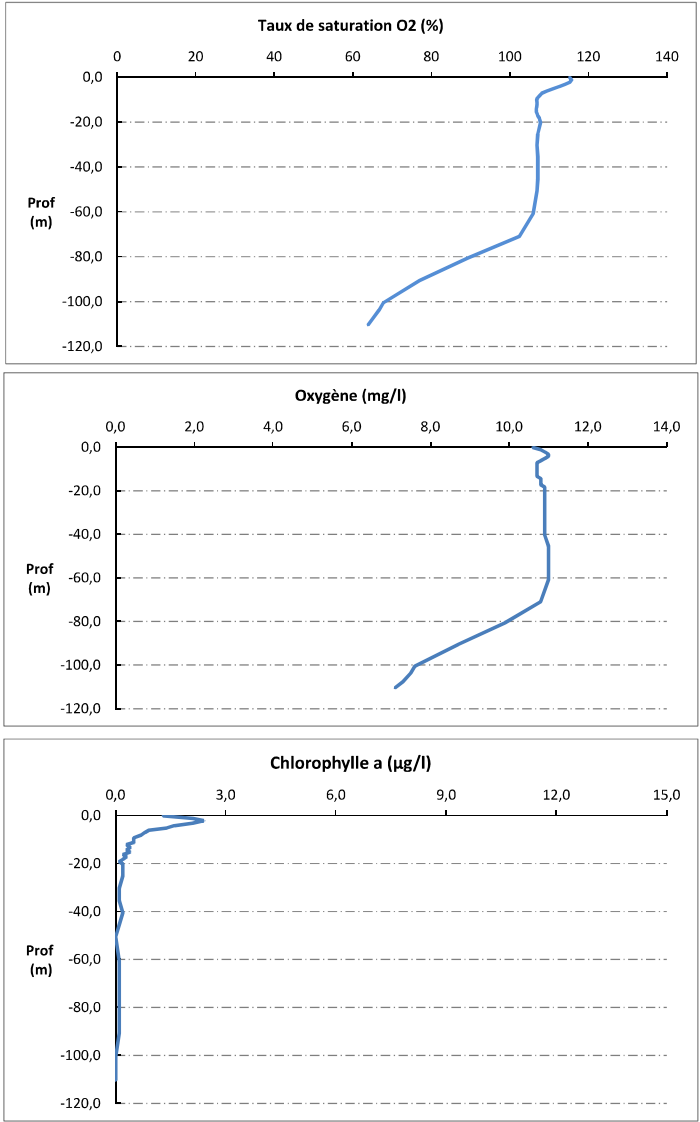 Taux de saturation O2 (%)
0 20 40 60 80 100 120 140
0,0
-20,0
-40,0
Prof
(m)
-60,0
-80,0
-100,0
-120,0
Oxygène (mg/l)
0,0 2,0 4,0 6,0 8,0 10,0 12,0 14,0
0,0
-20,0
-40,0
Prof
(m)
-60,0
-80,0
-100,0
-120,0
Chlorophylle a (µg/l)
0,0 3,0 6,0 9,0 12,0 15,0
0,0
-20,0
-40,0
Prof
(m)
-60,0
-80,0
-100,0
-120,0